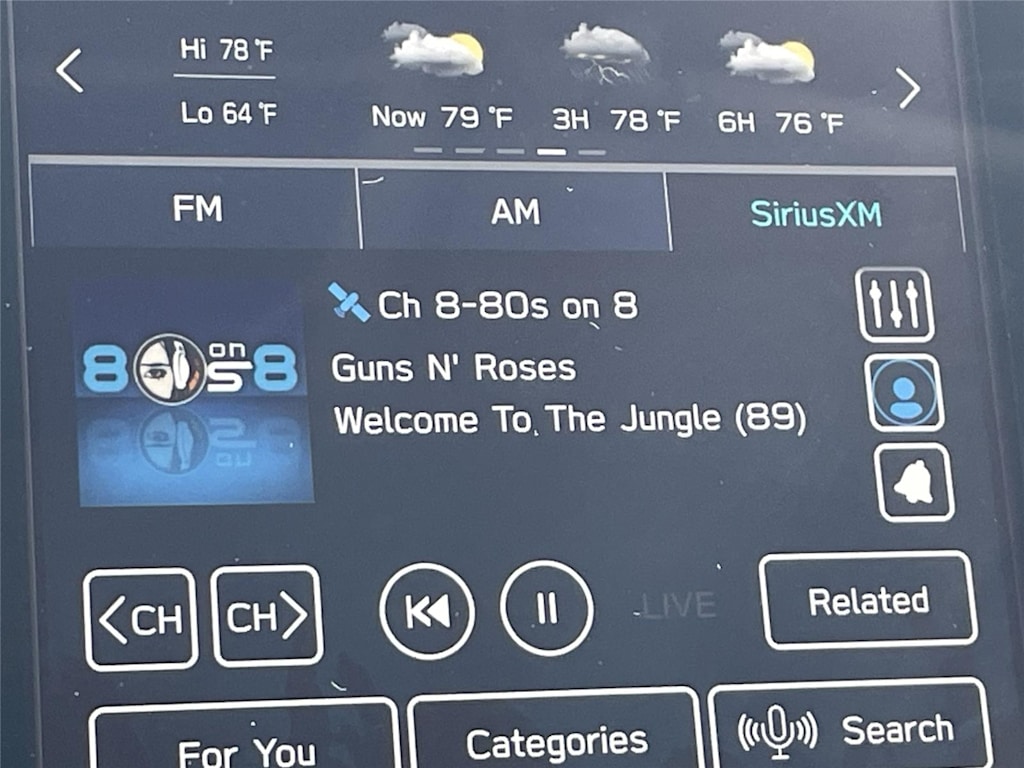 Hi 78°F
Lo 64°F
Now 79°F 3H 78°F 6H 76°F
FM AM SiriusXM
80s on 8
Ch 8-80s on 8
Guns N' Roses
Welcome To The Jungle (89)
<CH CH> LIVE Related
For You Categories Search